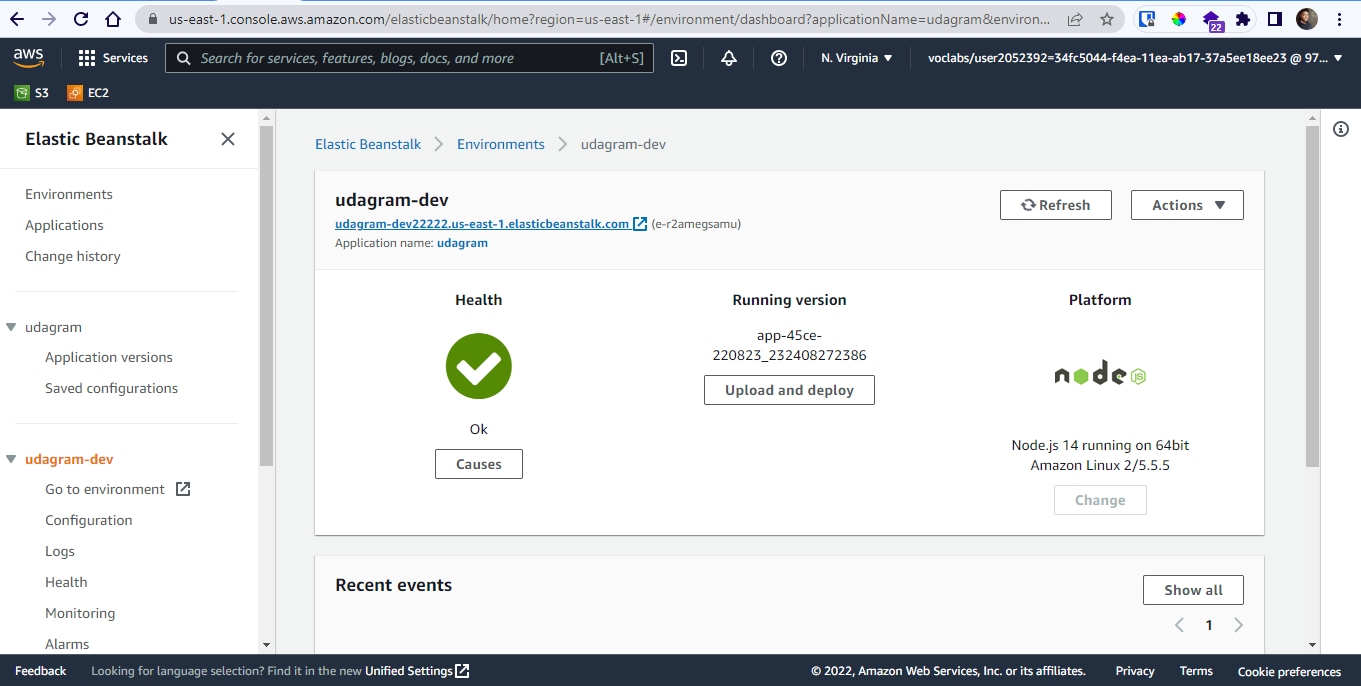 us-east-1.console.aws.amazon.com/elasticbeanstalk/home?region=us-east-1#/environment/dashboard?applicationName=udagram&environ...
22
aws
Services
Search for services, features, blogs, docs, and more
[Alt+S]
N. Virginia
voclabs/user2052392=34fc5044-f4ea-11ea-ab17-37a5ee18ee23 @ 97...
S3
EC2
Elastic Beanstalk
Environments
Applications
Change history
udagram
Application versions
Saved configurations
udagram-dev
Go to environment
Configuration
Logs
Health
Monitoring
Alarms
Elastic Beanstalk
Environments
udagram-dev
udagram-dev
udagram-dev22222.us-east-1.elasticbeanstalk.com (e-r2amegsamu)
Application name: udagram
Refresh
Actions
Health
Ok
Causes
Running version
app-45ce-
220823_232408272386
Upload and deploy
Platform
node
JS
Node.js 14 running on 64bit
Amazon Linux 2/5.5.5
Change
Recent events
Show all
1
Feedback
Looking for language selection? Find it in the new Unified Settings
© 2022, Amazon Web Services, Inc. or its affiliates.
Privacy
Terms
Cookie preferences